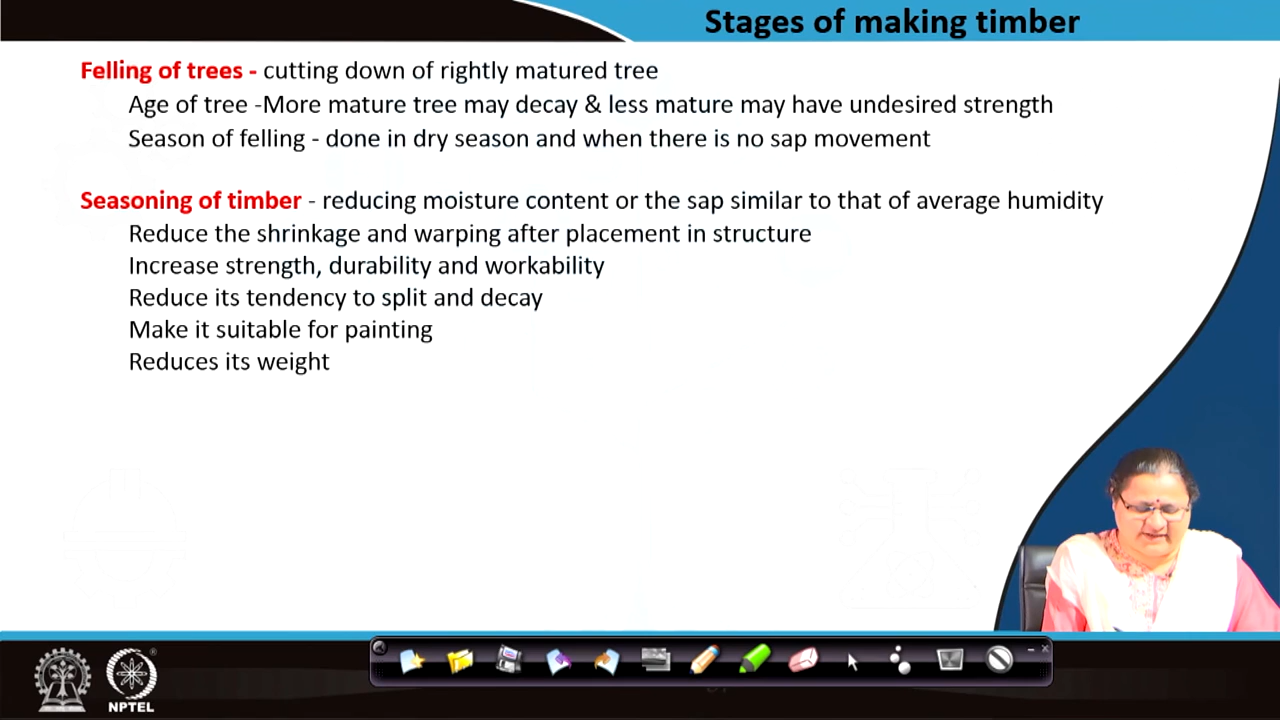 Stages of making timber
Felling of trees - cutting down of rightly matured tree
Age of tree -More mature tree may decay & less mature may have undesired strength
Season of felling - done in dry season and when there is no sap movement
Seasoning of timber - reducing moisture content or the sap similar to that of average humidity
Reduce the shrinkage and warping after placement in structure
Increase strength, durability and workability
Reduce its tendency to split and decay
Make it suitable for painting
Reduces its weight
NPTEL